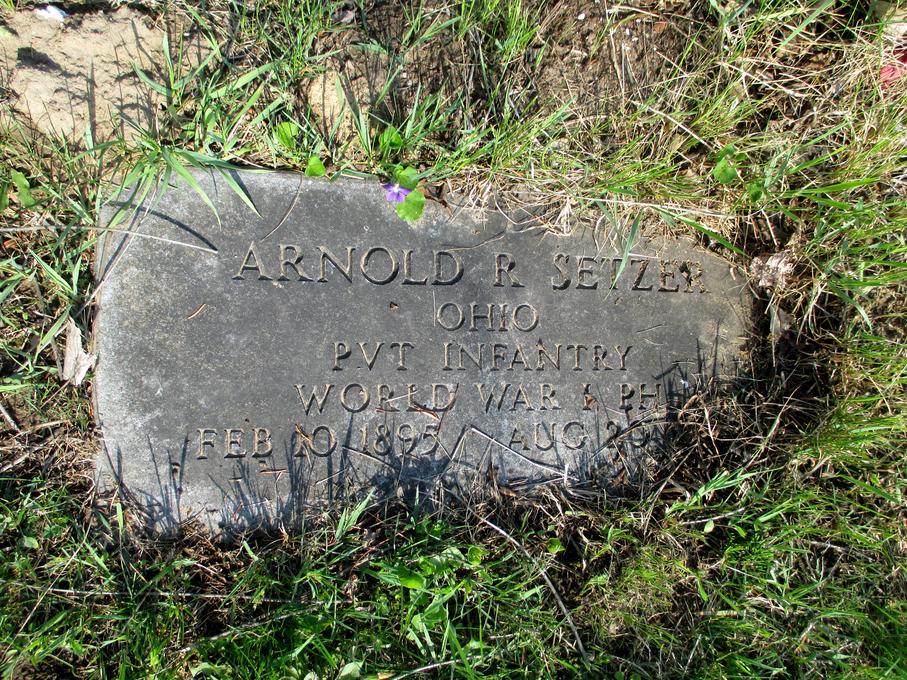 ARNOLD R SETZER
OHIO
PVT INFANTRY
WORLD WAR I PH
FEB 10 1895 AUG